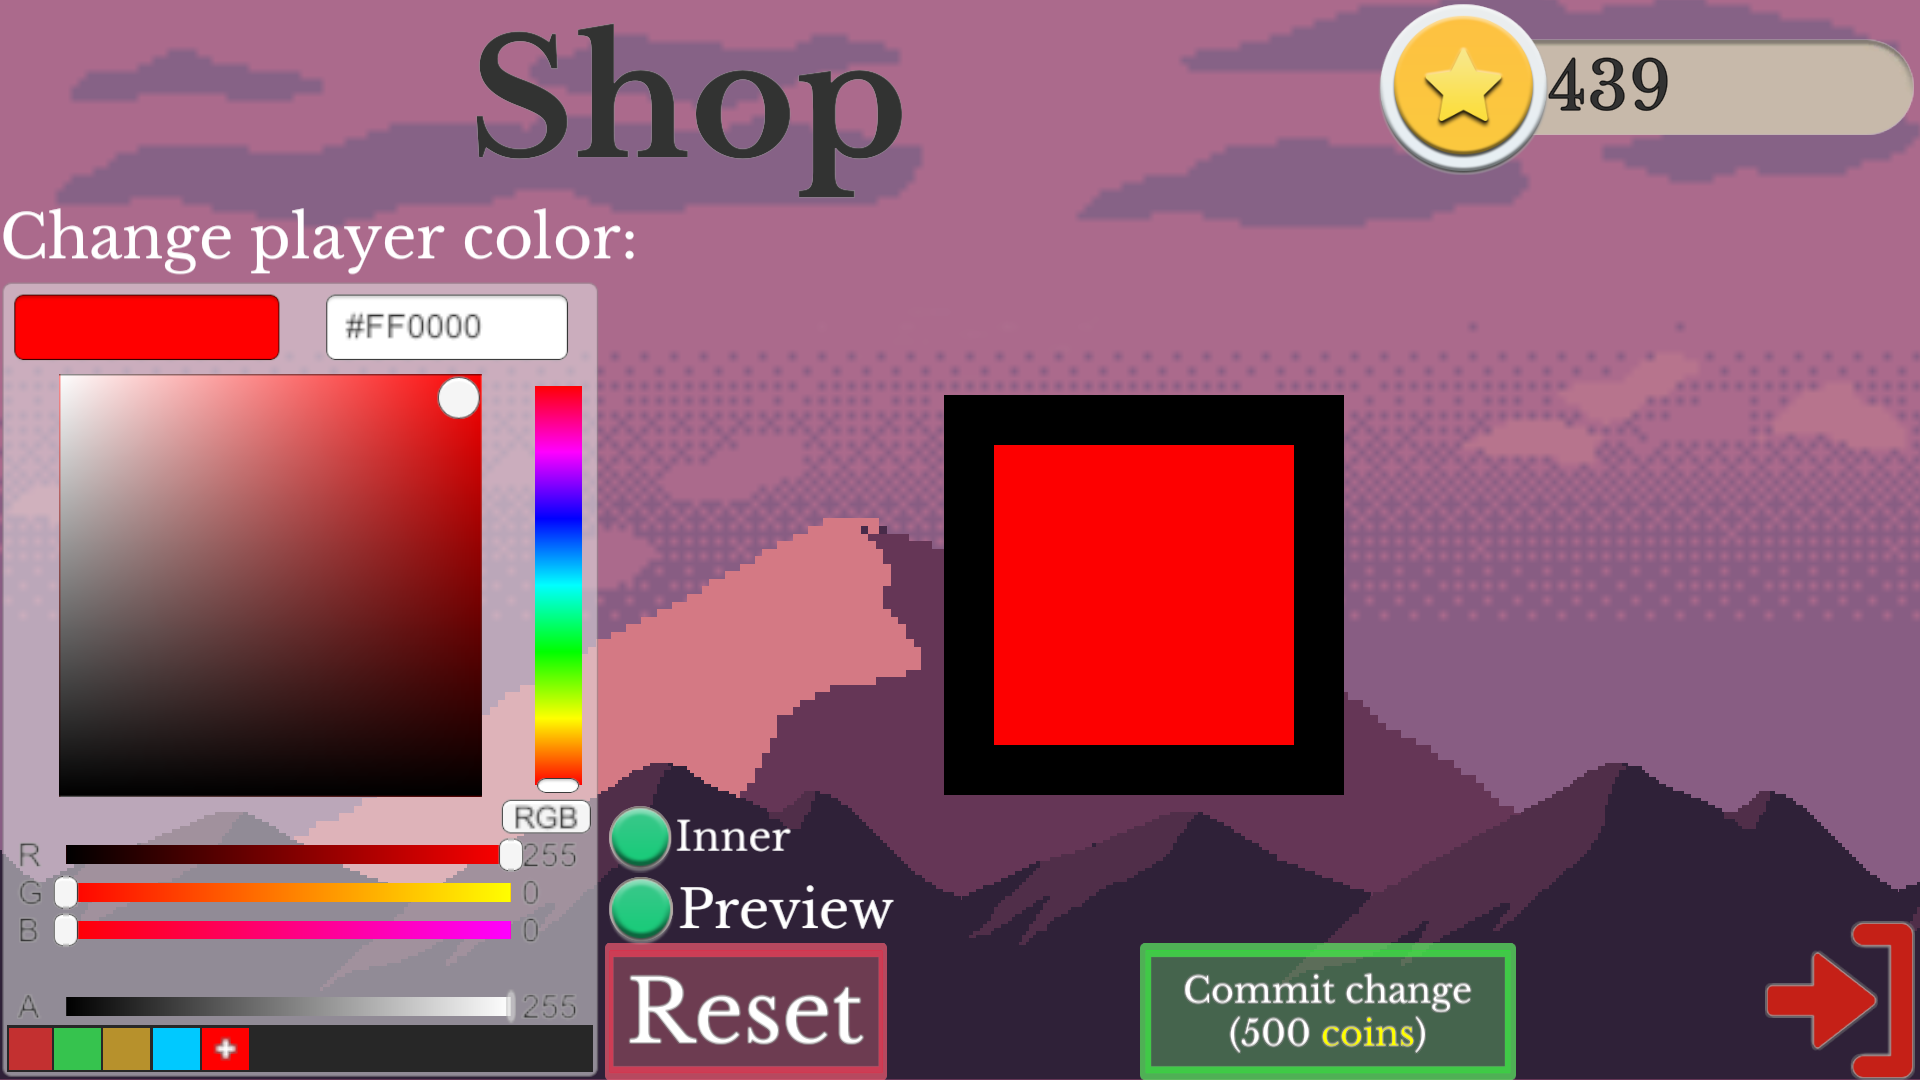 Shop
439
Change player color:
#FF0000
RGB
R 255
G 0
B 0
A 255
Inner
Preview
Reset
Commit change
(500 coins)